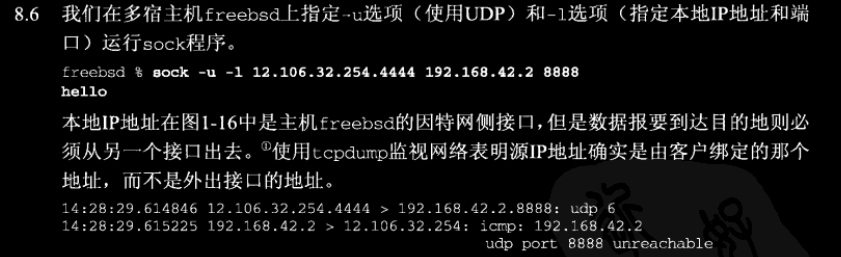 8.6 我们在多宿主机freebsd上指定-u选项（使用UDP）和-l选项（指定本地IP地址和端
口）运行sock程序。
freebsd % sock -u -l 12.106.32.254.4444 192.168.42.2 8888
hello
本地IP地址在图1-16中是主机freebsd的因特网侧接口，但是数据报要到达目的地则必
须从另一个接口出去。①使用tcpdump监视网络表明源IP地址确实是由客户绑定的那个
地址，而不是外出接口的地址。
14:28:29.614846 12.106.32.254.4444 > 192.168.42.2.8888: udp 6
14:28:29.615225 192.168.42.2 > 12.106.32.254: icmp: 192.168.42.2
udp port 8888 unreachable